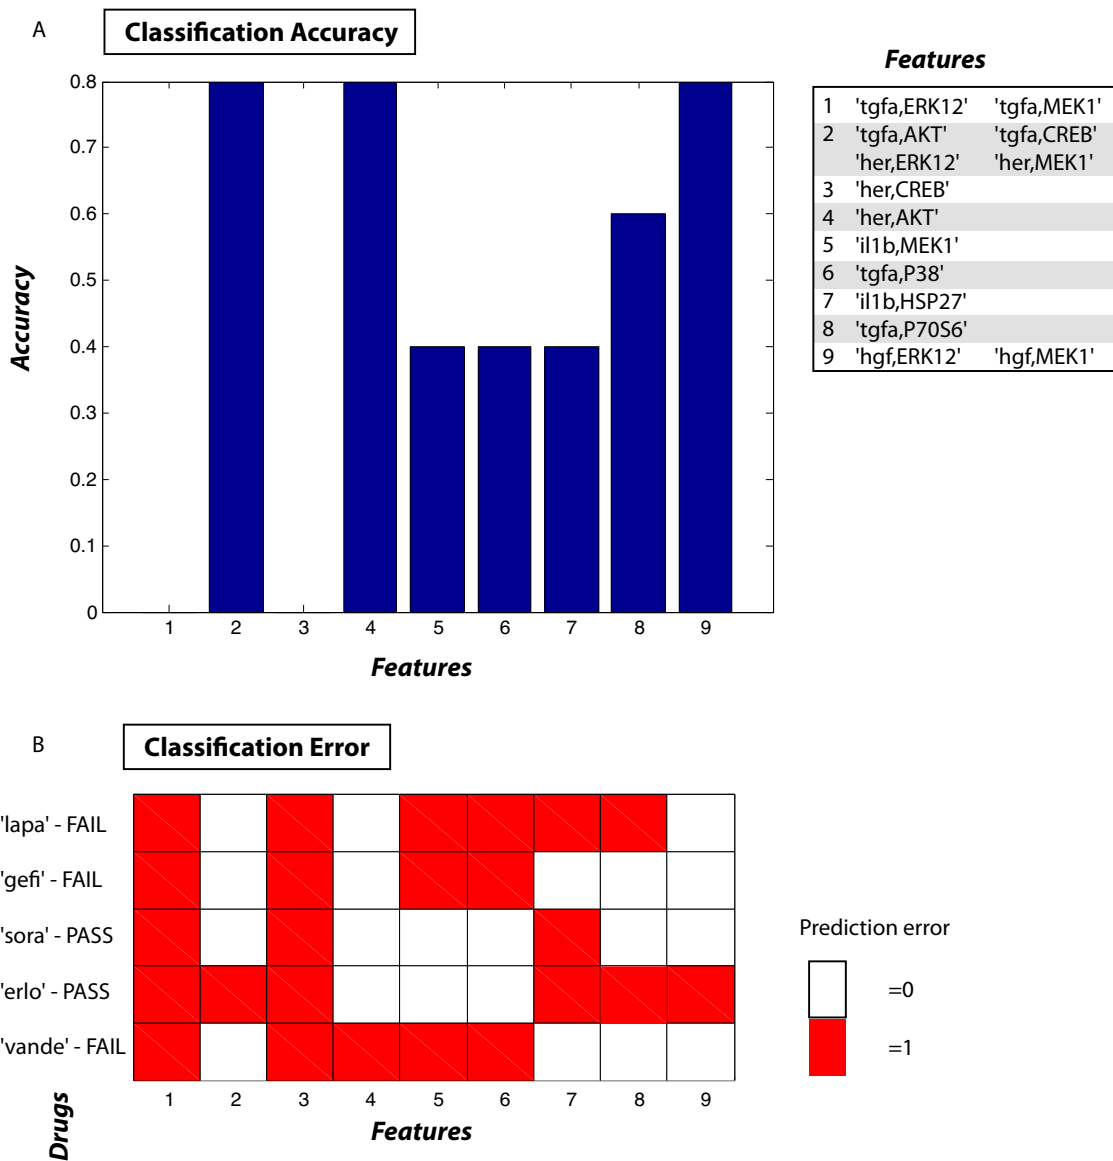 A
Classification Accuracy
0.8
0.7
0.6
0.5
0.4
0.3
0.2
0.1
0
Accuracy
1 2 3 4 5 6 7 8 9
Features
Features
1 'tgfa,ERK12' 'tgfa,MEK1'
2 'tgfa,AKT' 'tgfa,CREB'
'her,ERK12' 'her,MEK1'
3 'her,CREB'
4 'her,AKT'
5 'il1b,MEK1'
6 'tgfa,P38'
7 'il1b,HSP27'
8 'tgfa,P70S6'
9 'hgf,ERK12' 'hgf,MEK1'
B
Classification Error
'lapa' - FAIL
'gefi' - FAIL
'sora' - PASS
'erlo' - PASS
'vande' - FAIL
Drugs
1 2 3 4 5 6 7 8 9
Features
Prediction error
=0
=1